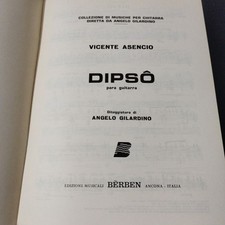 COLLEZIONE DI MUSICHE PER CHITARRA
DIRETTA DA ANGELO GILARDINO
VICENTE ASENCIO
DIPSÔ
para guitarra
Diteggiatura di
ANGELO GILARDINO
EDIZIONI MUSICALI BÈRBEN ANCONA - ITALIA